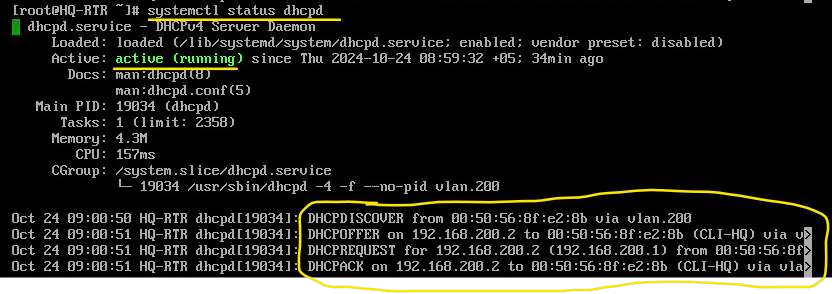 [root@HQ-RTR ~]# systemctl status dhcpd
dhcpd.service - DHCPv4 Server Daemon
Loaded: loaded (/lib/systemd/system/dhcpd.service; enabled; vendor preset: disabled)
Active: active (running) since Thu 2024-10-24 08:59:32 +05; 34min ago
Docs: man:dhcpd(8)
man:dhcpd.conf(5)
Main PID: 19034 (dhcpd)
Tasks: 1 (limit: 2358)
Memory: 4.3M
CPU: 157ms
CGroup: /system.slice/dhcpd.service
└─ 19034 /usr/sbin/dhcpd -4 -f --no-pid vlan.200
Oct 24 09:00:50 HQ-RTR dhcpd[19034]: DHCPDISCOVER from 00:50:56:8f:e2:8b via vlan.200
Oct 24 09:00:51 HQ-RTR dhcpd[19034]: DHCPOFFER on 192.168.200.2 to 00:50:56:8f:e2:8b (CLI-HQ) via v>
Oct 24 09:00:51 HQ-RTR dhcpd[19034]: DHCPREQUEST for 192.168.200.2 (192.168.200.1) from 00:50:56:8f>
Oct 24 09:00:51 HQ-RTR dhcpd[19034]: DHCPACK on 192.168.200.2 to 00:50:56:8f:e2:8b (CLI-HQ) via vla>